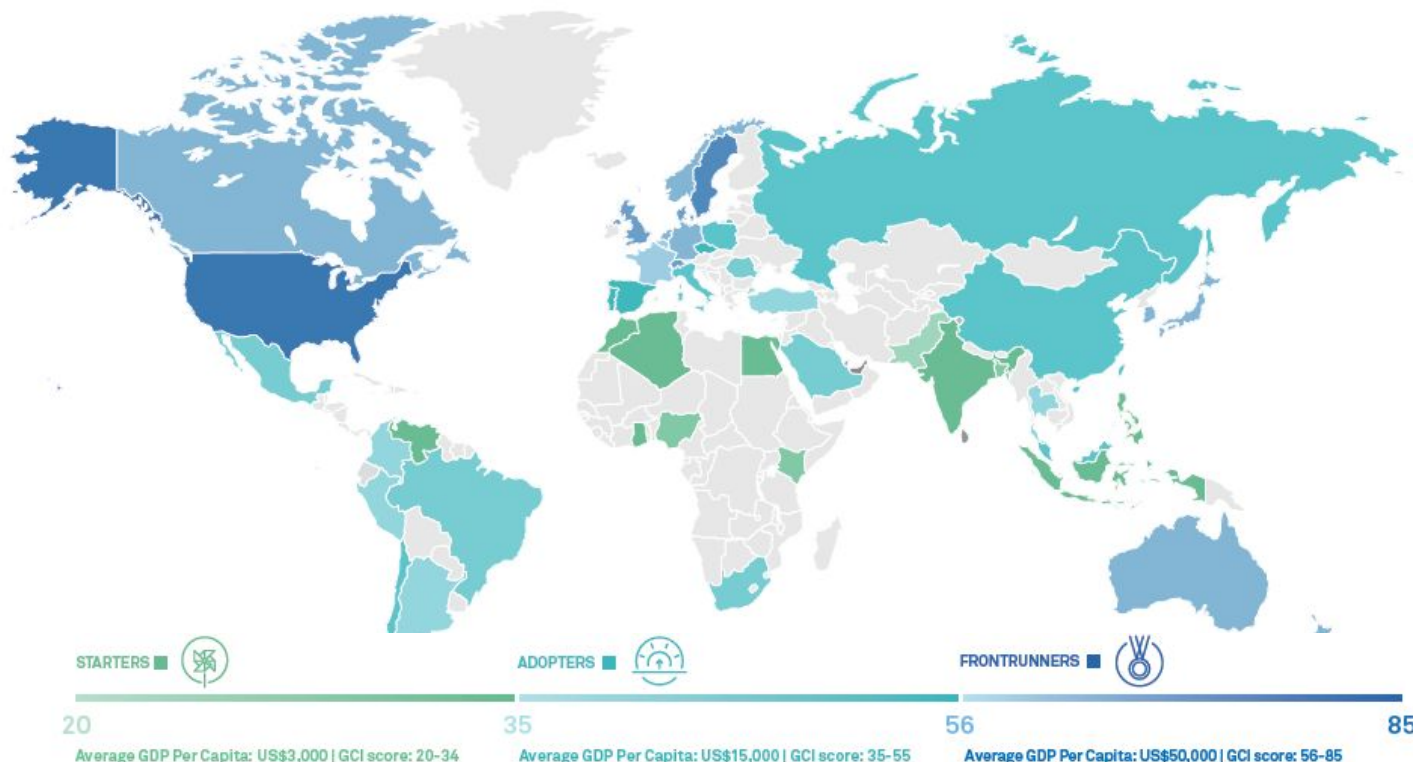 STARTERS
ADOPTERS
FRONTRUNNERS
20
35
56
85
Average GDP Per Capita: US$3,000 | GCI score: 20-34
Average GDP Per Capita: US$15,000 | GCI score: 35-55
Average GDP Per Capita: US$50,000 | GCI score: 56-85